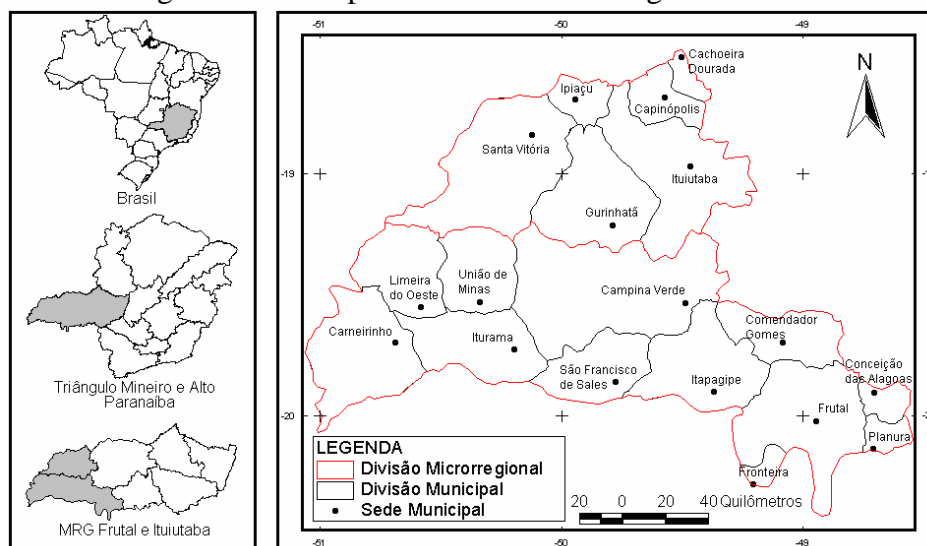 -51
-50
-49
Brasil
Triângulo Mineiro e Alto
Paranaíba
MRG Frutal e Ituiutaba
N
Cachoeira
Dourada
Ipiaçu
Capinópolis
Santa Vitória
Ituiutaba
-19
Gurinhatã
Limeira
do Oeste
União de
Minas
Campina Verde
Carneirinho
Iturama
Comendador
Gomes
São Francisco
de Sales
Itapagipe
Conceição
das Alagoas
Frutal
-20
-20
Planura
Fronteira
LEGENDA
Divisão Microrregional
Divisão Municipal
Sede Municipal
20 0 20 40 Quilômetros
-51
-50
-49